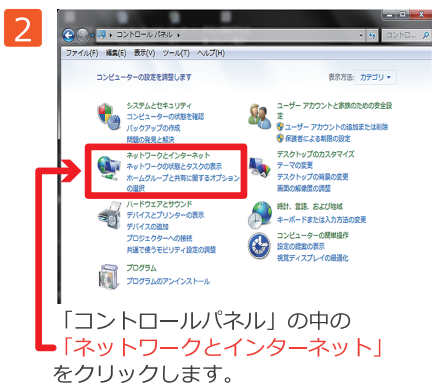 2
コントロール パネル
コントロ...
ファイル(F) 編集(E) 表示(V) ツール(T) ヘルプ(H)
コンピューターの設定を調整します
表示方法: カテゴリ
システムとセキュリティ
コンピューターの状態を確認
バックアップの作成
問題の発見と解決
ネットワークとインターネット
ネットワークの状態とタスクの表示
ホームグループと共有に関するオプション
の選択
ハードウェアとサウンド
デバイスとプリンターの表示
デバイスの追加
プロジェクターへの接続
共通で使うモビリティ設定の調整
プログラム
プログラムのアンインストール
ユーザー アカウントと家族のための安全設
定
ユーザー アカウントの追加または削除
保護者による制限の設定
デスクトップのカスタマイズ
テーマの変更
デスクトップの背景の変更
画面の解像度の調整
時計、言語、および地域
キーボードまたは入力方法の変更
コンピューターの簡単操作
設定の提案の表示
視覚ディスプレイの最適化
「コントロールパネル」の中の
「ネットワークとインターネット」
をクリックします。